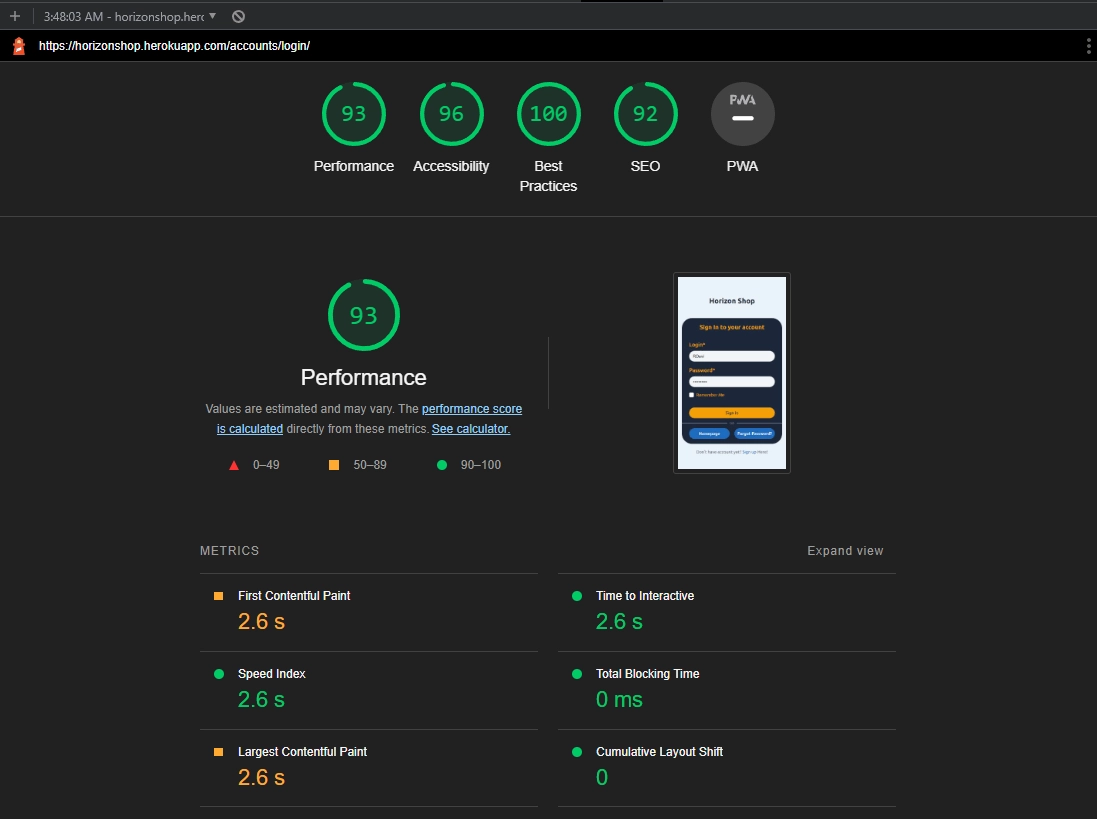 3:48:03 AM - horizonshop.herc
https://horizonshop.herokuapp.com/accounts/login/
93
96
100
92
PWA
Performance
Accessibility
Best
Practices
SEO
PWA
93
Performance
Values are estimated and may vary. The performance score
is calculated directly from these metrics. See calculator.
0–49
50–89
90–100
Horizon Shop
Sign in to your account
Login*
Password*
Remember Me
Sign In
Homepage
Forgot Password?
Don't have account yet? Sign up Here!
METRICS
Expand view
First Contentful Paint
2.6 s
Time to Interactive
2.6 s
Speed Index
2.6 s
Total Blocking Time
0 ms
Largest Contentful Paint
2.6 s
Cumulative Layout Shift
0